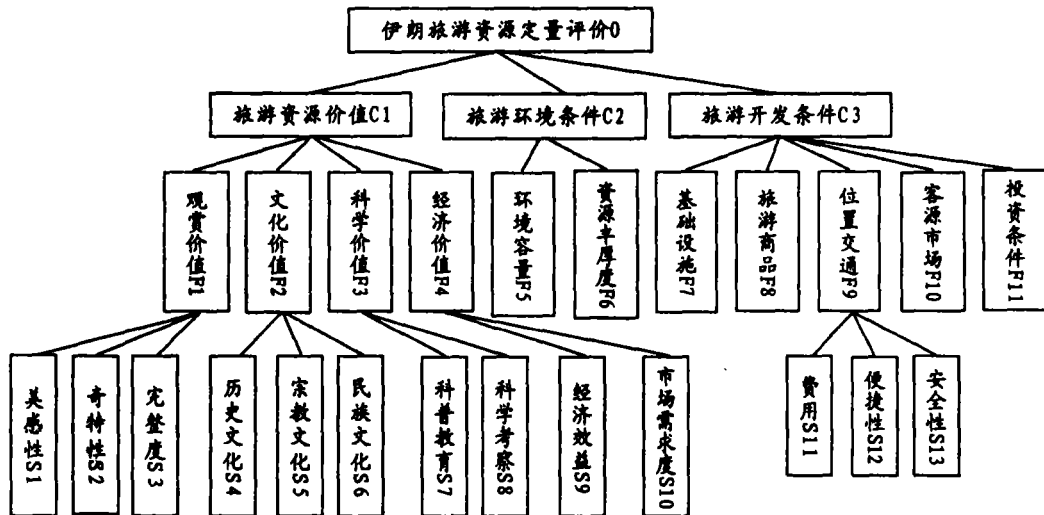 伊朗旅游资源定量评价O
旅游资源价值C1
旅游环境条件C2
旅游开发条件C3
观赏价值F1
文化价值F2
科学价值F3
经济价值F4
环境容量F5
资源丰厚度F6
基础设施F7
旅游商品F8
位置交通F9
客源市场F10
投资条件F11
美感性S1
奇特性S2
完整度S3
历史文化S4
宗教文化S5
民族文化S6
科普教育S7
科学考察S8
经济效益S9
市场需求度S10
费用S11
便捷性S12
安全性S13